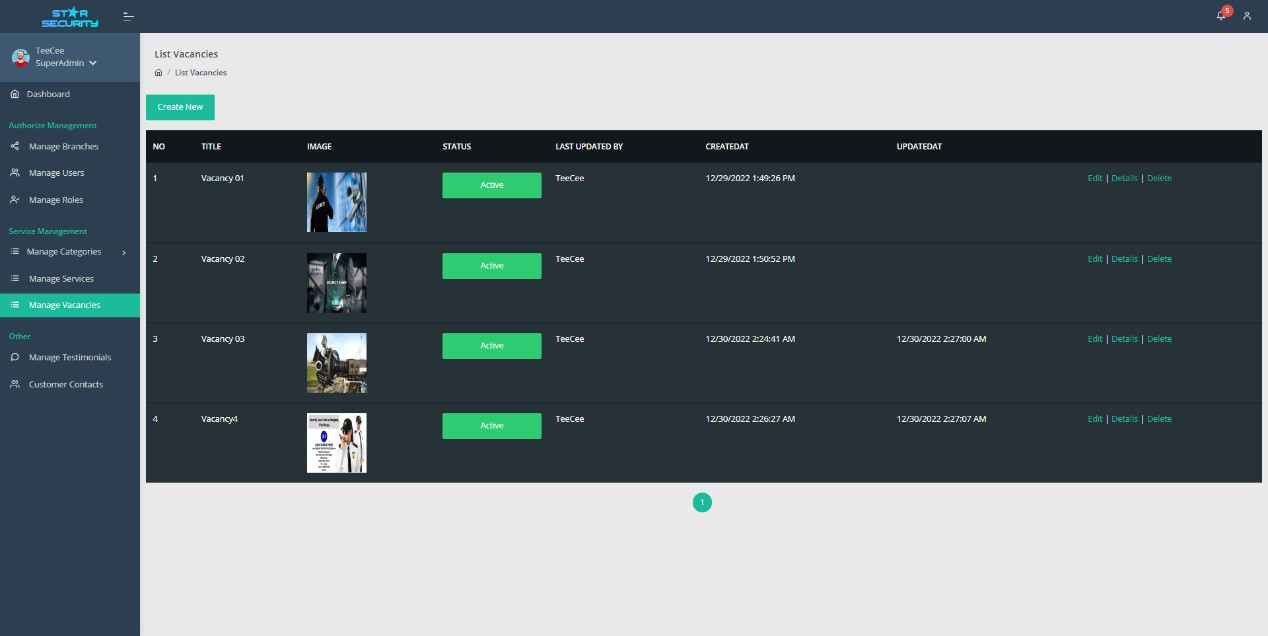 STAR
SECURITY
5
TeeCee
SuperAdmin
Dashboard
Authorize Management
Manage Branches
Manage Users
Manage Roles
Service Management
Manage Categories
Manage Services
Manage Vacancies
Other
Manage Testimonials
Customer Contacts
List Vacancies
/ List Vacancies
Create New
NO TITLE IMAGE STATUS LAST UPDATED BY CREATEDAT UPDATEDAT
1 Vacancy 01 Active TeeCee 12/29/2022 1:49:26 PM Edit | Details | Delete
2 Vacancy 02 Active TeeCee 12/29/2022 1:50:52 PM Edit | Details | Delete
3 Vacancy 03 Active TeeCee 12/30/2022 2:24:41 AM 12/30/2022 2:27:00 AM Edit | Details | Delete
4 Vacancy4 Active TeeCee 12/30/2022 2:26:27 AM 12/30/2022 2:27:07 AM Edit | Details | Delete
1